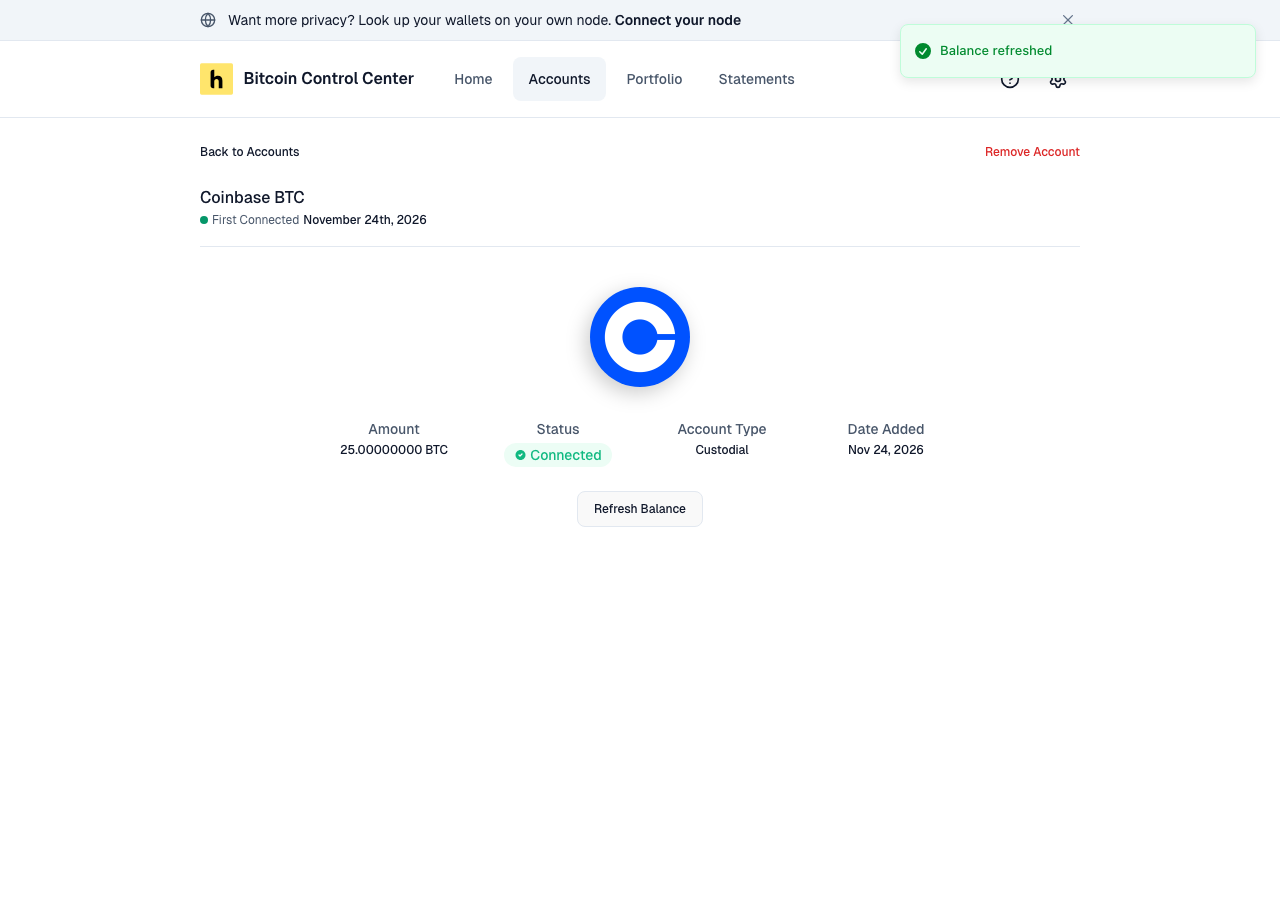 Want more privacy? Look up your wallets on your own node. Connect your node
Balance refreshed
h Bitcoin Control Center Home Accounts Portfolio Statements
Back to Accounts Remove Account
Coinbase BTC
First Connected November 24th, 2026
Amount Status Account Type Date Added
25.00000000 BTC Connected Custodial Nov 24, 2026
Refresh Balance